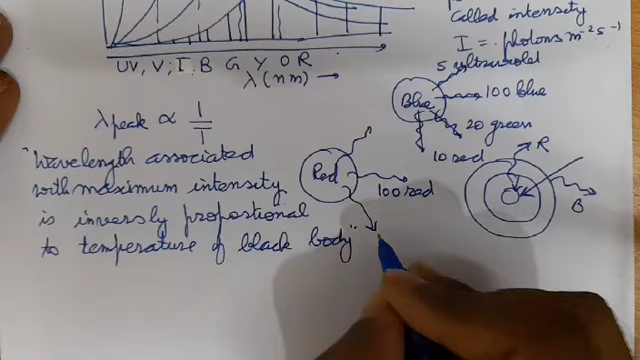 called intensity
I = photons m⁻² s⁻¹
UV, V, I, B G Y O R
λ (nm) →
5 ultraviolet
Blue
100 blue
20 green
10 red
λ peak ∝ 1/T
"Wavelength associated
with maximum intensity
is inversly proportional
to temperature of black body"
Red
100 red
R
B